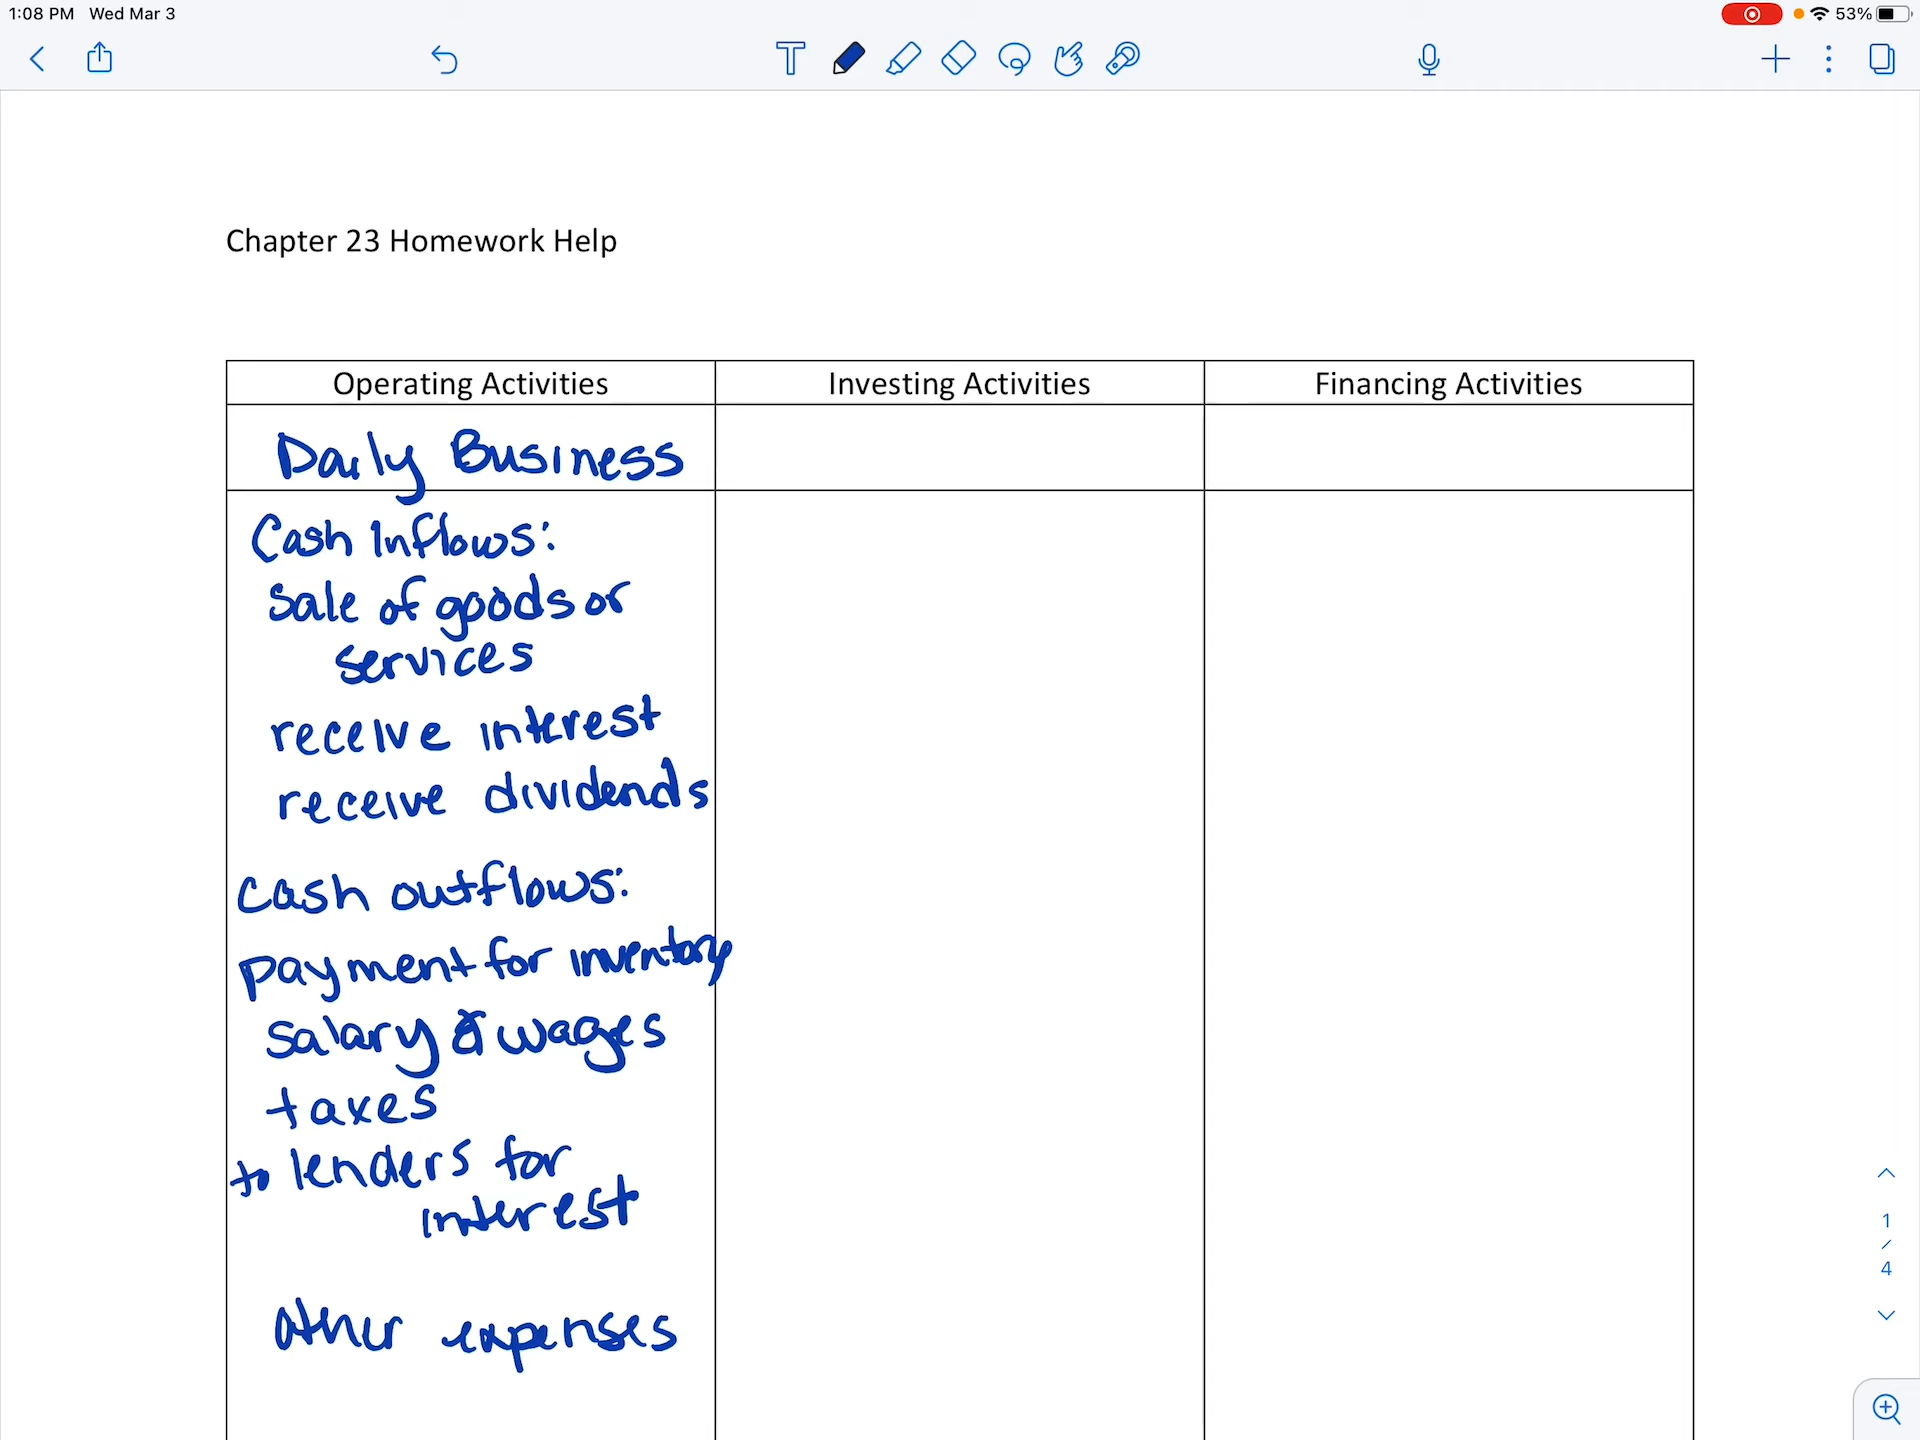 1:08 PM Wed Mar 3 53%
Chapter 23 Homework Help
Operating Activities Investing Activities Financing Activities
Daily Business
Cash Inflows:
Sale of goods or
services
receive interest
receive dividends
Cash outflows:
payment for inventory
Salary & wages
taxes
to lenders for
interest
other expenses
1
/
4